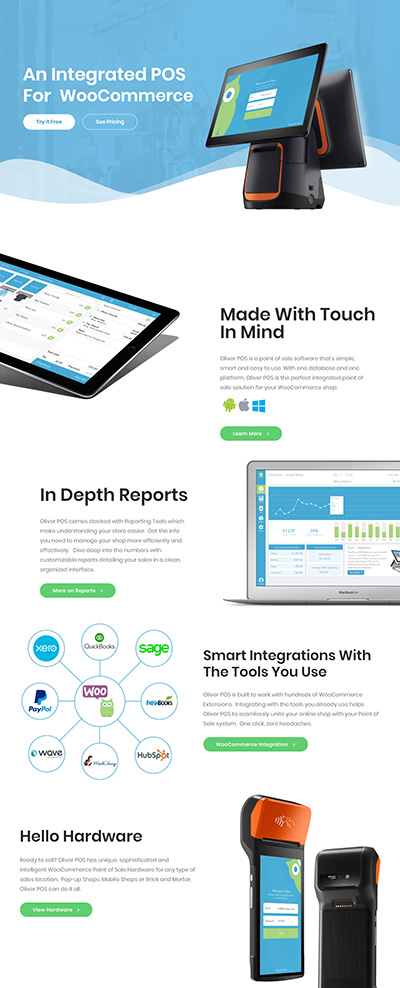 An Integrated POS
For WooCommerce
Try it Free
See Pricing
Made With Touch
In Mind
Oliver POS is a point of sale software that's simple,
smart and easy to use. With one database and one
platform, Oliver POS is the perfect integrated point of
sale solution for your WooCommerce shop.
Learn More >
In Depth Reports
Oliver POS comes stocked with Reporting Tools which
make understanding your store easier. Get the info
you need to manage your shop more efficiently and
effectively. Dive deep into the numbers with
customizable reports detailing your sales in a clean,
organized interface.
More on Reports >
MacBook Air
xero
QuickBooks
sage
PayPal
WOO
FRESHBOOKS
wave
MailChimp
HubSpot
Smart Integrations With
The Tools You Use
Oliver POS is built to work with hundreds of WooCommerce
Extensions. Integrating with the tools you already use helps
Oliver POS to seamlessly unite your online shop with your Point of
Sale system. One click, zero headaches.
WooCommerce Integration >
Hello Hardware
Ready to sell? Oliver POS has unique, sophisticated and
intelligent WooCommerce Point of Sale Hardware for any type of
sales location. Pop-up Shops, Mobile Shops or Brick and Mortar,
Oliver POS can do it all.
View Hardware >